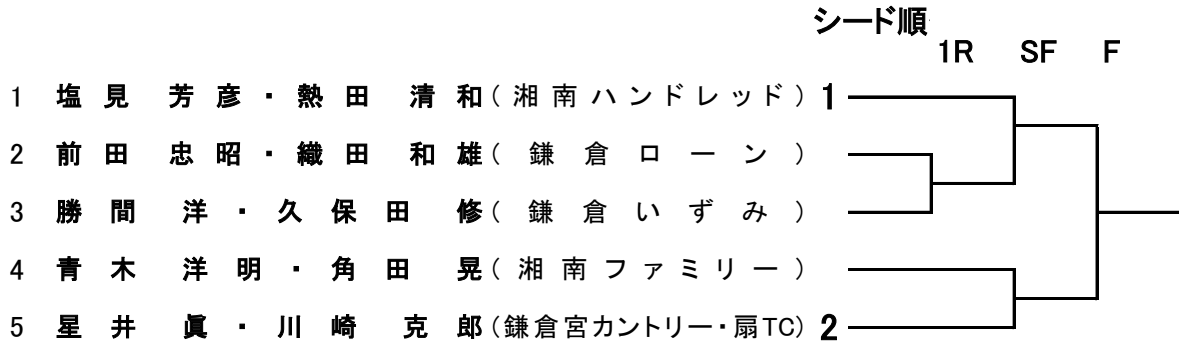 シード順
1R SF F
1 塩見 芳彦・熱田 清和(湘南ハンドレッド) 1
2 前田 忠昭・織田 和雄(鎌倉ローン)
3 勝間 洋・久保田 修(鎌倉いずみ)
4 青木 洋明・角田 晃(湘南ファミリー)
5 星井 眞・川崎 克郎(鎌倉宮カントリー・扇TC) 2